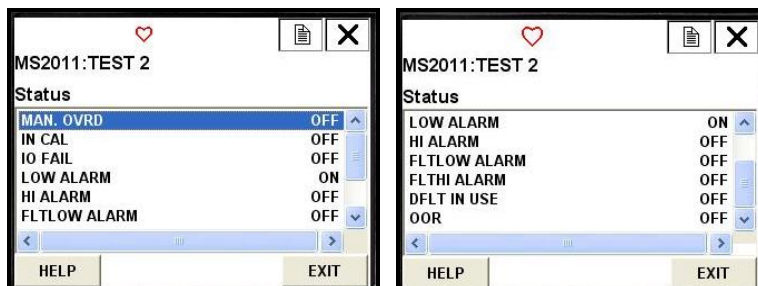 MS2011:TEST 2
Status
MAN. OVRD OFF
IN CAL OFF
IO FAIL OFF
LOW ALARM ON
HI ALARM OFF
FLTLOW ALARM OFF
HELP EXIT
MS2011:TEST 2
Status
LOW ALARM ON
HI ALARM OFF
FLTLOW ALARM OFF
FLTHI ALARM OFF
DFLT IN USE OFF
OOR OFF
HELP EXIT